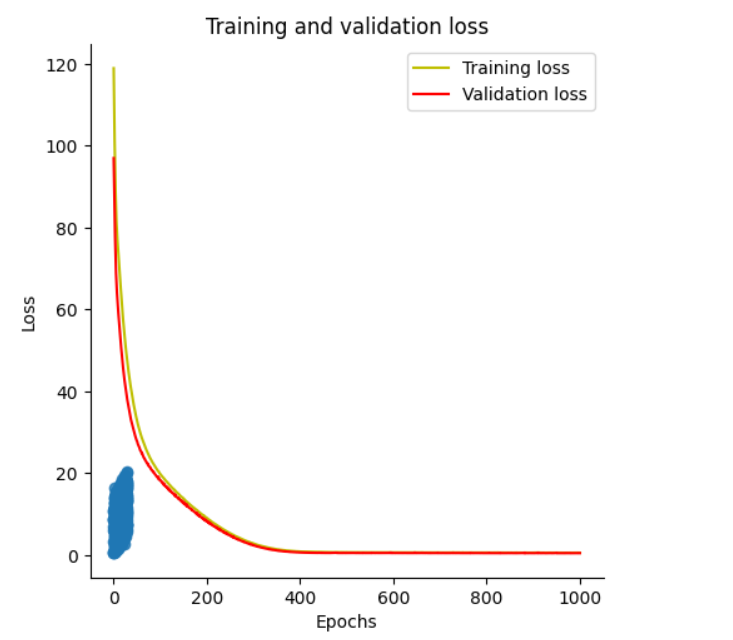 Training and validation loss
Training loss
Validation loss
120
100
80
60
40
20
0
Loss
0 200 400 600 800 1000
Epochs